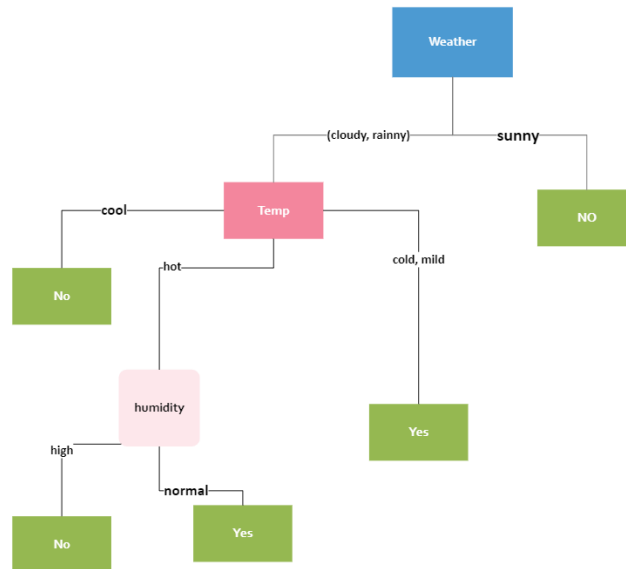 Weather
(cloudy, rainny)
sunny
cool
Temp
NO
hot
cold, mild
No
humidity
Yes
high
normal
No
Yes